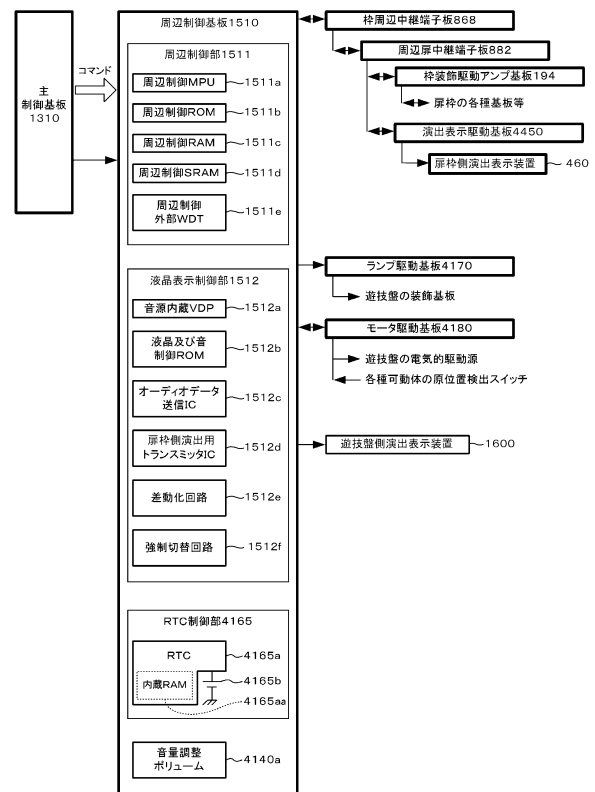 主
制御基板
1310
コマンド
周辺制御基板1510
周辺制御部1511
周辺制御MPU
1511a
周辺制御ROM
1511b
周辺制御RAM
1511c
周辺制御SRAM
1511d
周辺制御
外部WDT
1511e
液晶表示制御部1512
音源内蔵VDP
1512a
液晶及び音
制御ROM
1512b
オーディオデータ
送信IC
1512c
扉枠側演出用
トランスミッタIC
1512d
差動化回路
1512e
強制切替回路
1512f
RTC制御部4165
RTC
4165a
内蔵RAM
4165b
4165aa
音量調整
ボリューム
4140a
枠周辺中継端子板868
周辺扉中継端子板882
枠装飾駆動アンプ基板194
扉枠の各種基板等
演出表示駆動基板4450
扉枠側演出表示装置
460
ランプ駆動基板4170
遊技盤の装飾基板
モータ駆動基板4180
遊技盤の電気的駆動源
各種可動体の原位置検出スイッチ
遊技盤側演出表示装置
1600